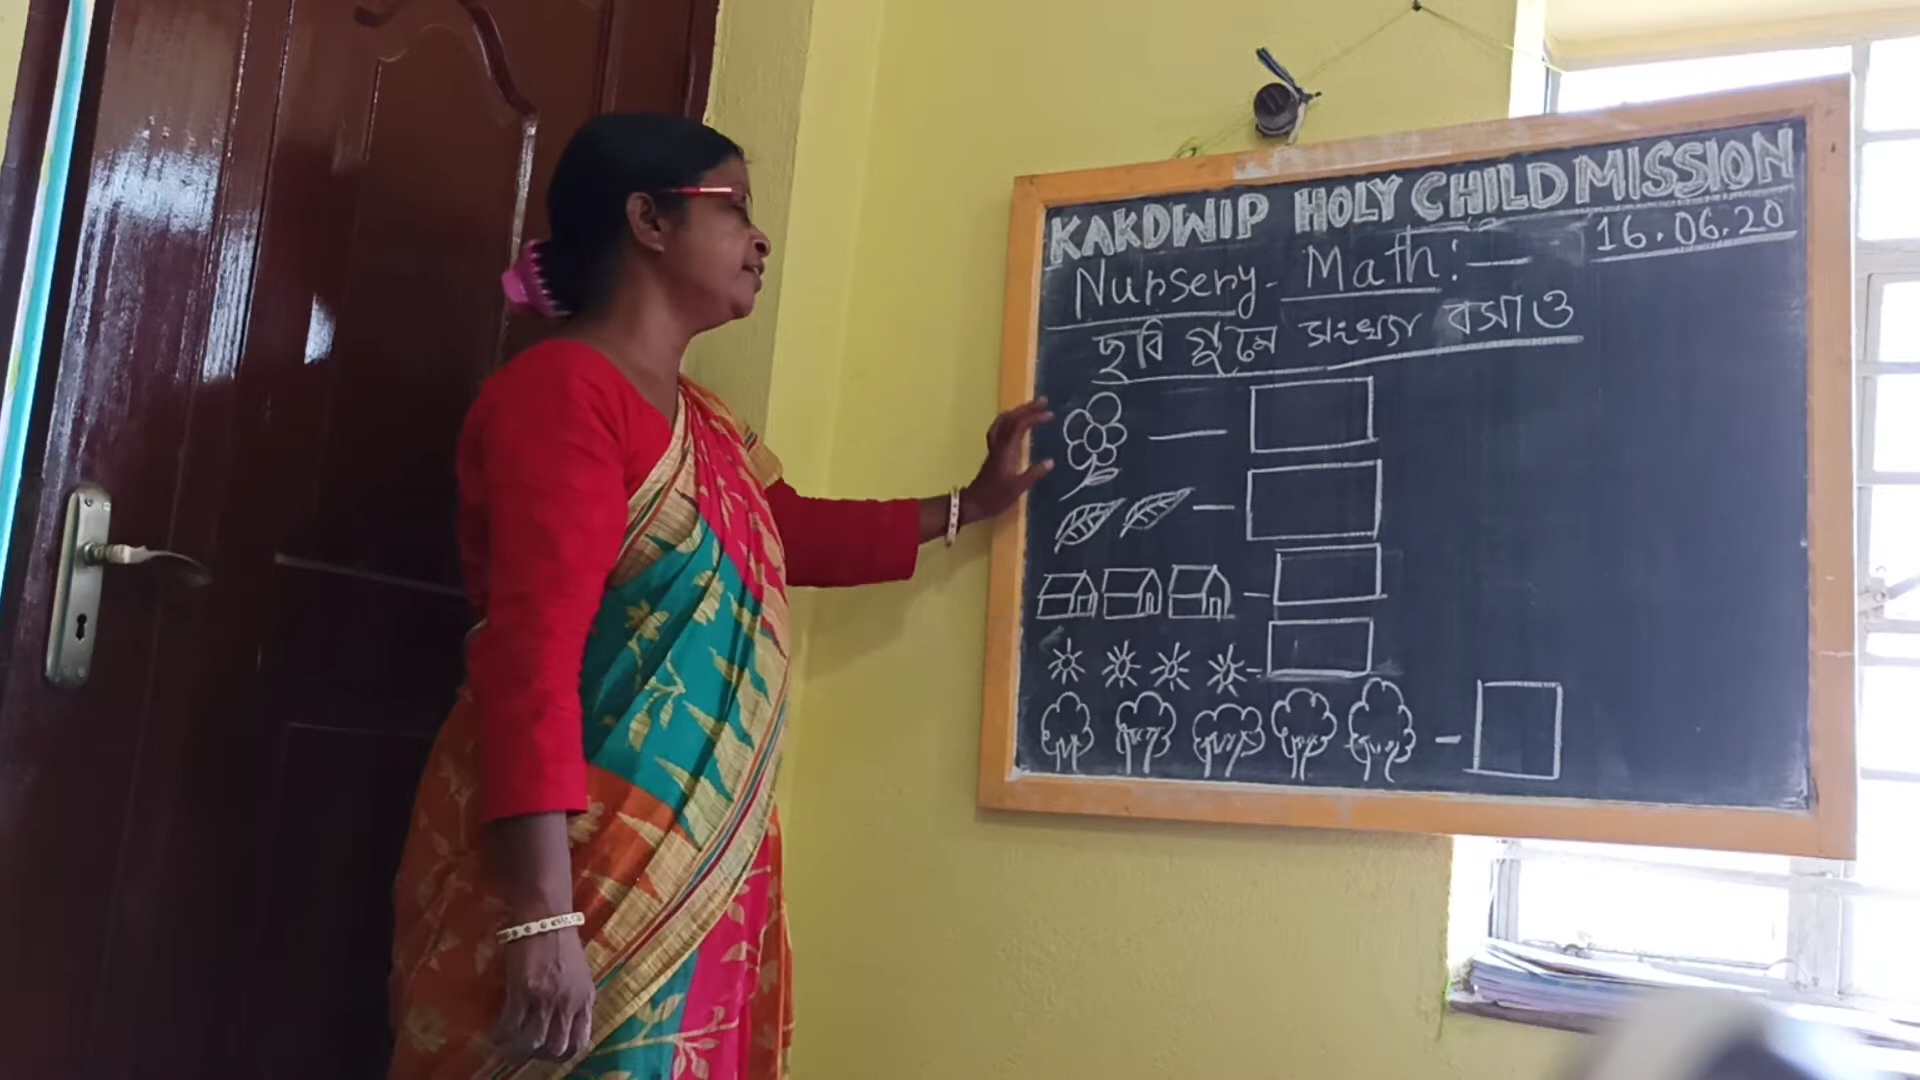 KAKDWIP HOLY CHILD MISSION
16.06.20
Nursery - Math:—
ছবি গুনে সংখ্যা বসাও